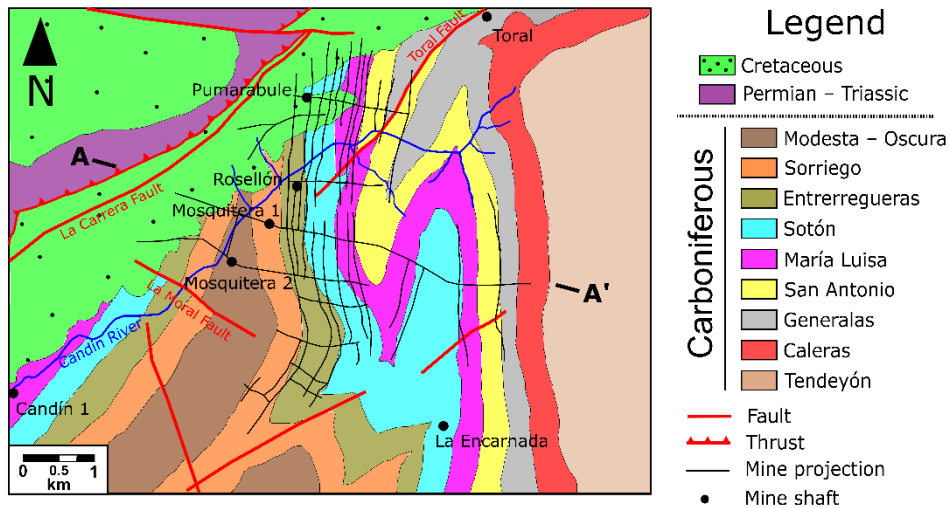 N
Pumarabule
Toral Fault
Toral
A
Rosellón
La Carrera Fault
Mosquitera 1
Mosquitera 2
A'
La Moral Fault
Candín River
Candín 1
La Encarnada
0 0.5 1
km
Legend
Cretaceous
Permian – Triassic
Carboniferous
Modesta – Oscura
Sorriego
Entrerregueras
Sotón
María Luisa
San Antonio
Generalas
Caleras
Tendeyón
Fault
Thrust
Mine projection
Mine shaft